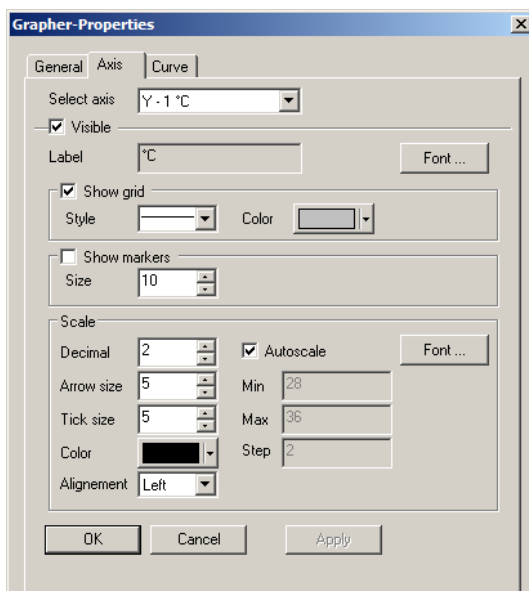 Grapher-Properties
General Axis Curve
Select axis Y - 1 °C
Visible
Label °C Font ...
Show grid
Style Color
Show markers
Size 10
Scale
Decimal 2 Autoscale Font ...
Arrow size 5 Min 28
Tick size 5 Max 36
Color Step 2
Alignement Left
OK Cancel Apply